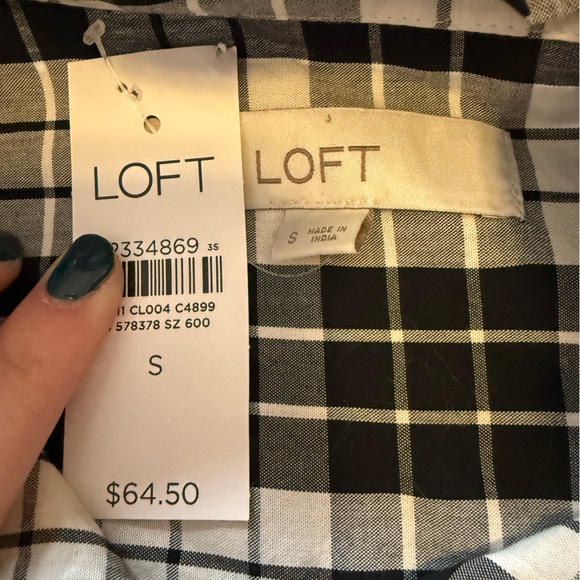 LOFT
LOFT
S MADE IN
INDIA
2334869 3S
CL004 C4899
578378 SZ 600
S
$64.50